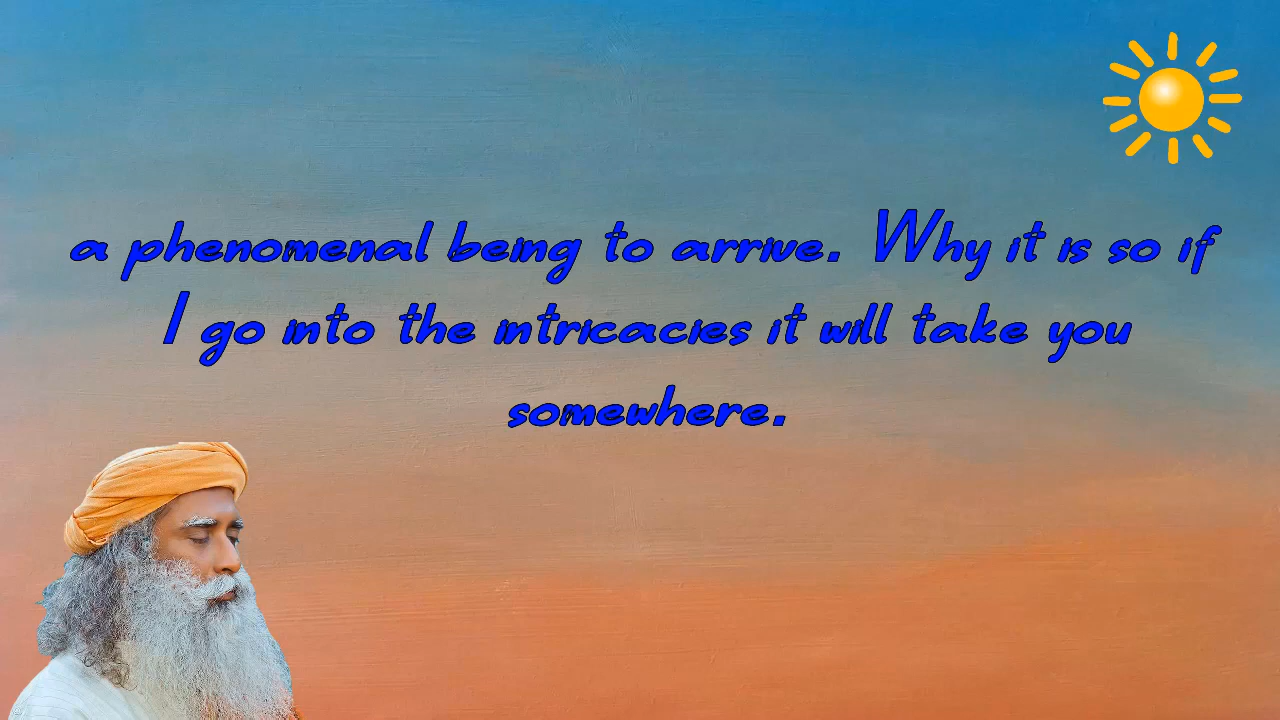 a phenomenal being to arrive. Why it is so if
I go into the intricacies it will take you
somewhere.